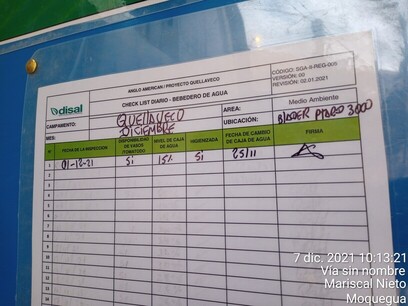 disal
ANGLO AMERICAN / PROYECTO QUELLAVECO
CHECK LIST DIARIO - BEBEDERO DE AGUA
CÓDIGO: SGA-II-REG-005
VERSIÓN: 00
REVISIÓN: 02.01.2021
CAMPAMENTO: QUELLAVECO
AREA: Medio Ambiente
MES: DICIEMBRE
UBICACIÓN: BLADER PTARD 3000
N° FECHA DE LA INSPECCION DISPONIBILIDAD DE VASOS /TOMATODO NIVEL DE CAJA DE AGUA HIGIENIZADA FECHA DE CAMBIO DE CAJA DE AGUA FIRMA
1 01-12-21 Si 15% Si 25/11
2
3
4
5
6
7
8
9
10
11
12
13
14
7 dic. 2021 10:13:21
Vía sin nombre
Mariscal Nieto
Moquegua